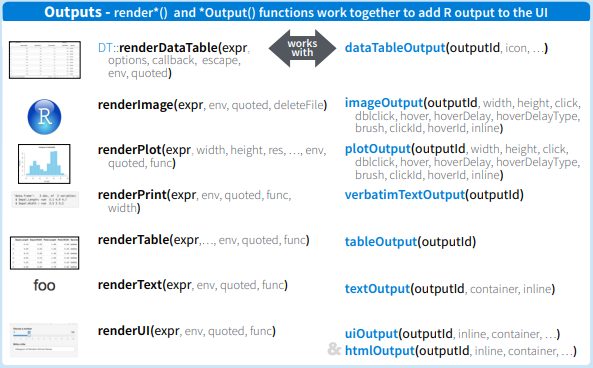 Outputs - render*() and *Output() functions work together to add R output to the UI
DT::renderDataTable(expr,
options, callback, escape,
env, quoted)
works
with
dataTableOutput(outputId, icon, …)
R
renderImage(expr, env, quoted, deleteFile)
imageOutput(outputId, width, height, click,
dblclick, hover, hoverDelay, hoverDelayType,
brush, clickId, hoverId, inline)
renderPlot(expr, width, height, res, …, env,
quoted, func)
plotOutput(outputId, width, height, click,
dblclick, hover, hoverDelay, hoverDelayType,
brush, clickId, hoverId, inline)
renderPrint(expr, env, quoted, func,
width)
verbatimTextOutput(outputId)
renderTable(expr,…, env, quoted, func)
tableOutput(outputId)
foo
renderText(expr, env, quoted, func)
textOutput(outputId, container, inline)
renderUI(expr, env, quoted, func)
uiOutput(outputId, inline, container, …)
& htmlOutput(outputId, inline, container, …)